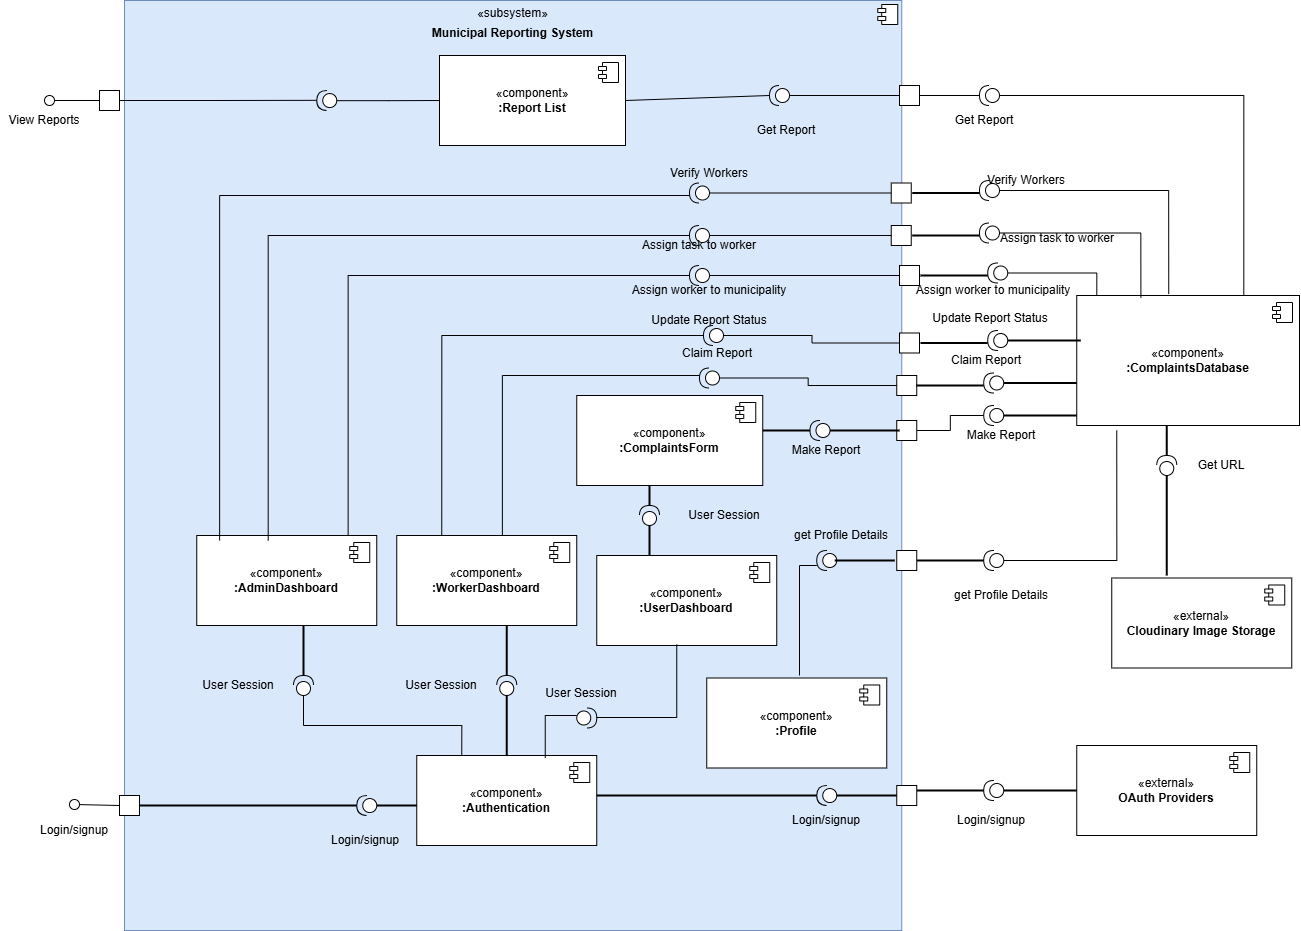 «subsystem»
Municipal Reporting System
«component»
:Report List
View Reports
Get Report
Get Report
Verify Workers
Verify Workers
Assign task to worker
Assign task to worker
Assign worker to municipality
Assign worker to municipality
Update Report Status
Update Report Status
Claim Report
Claim Report
«component»
:ComplaintsDatabase
«component»
:ComplaintsForm
Make Report
Make Report
Get URL
User Session
get Profile Details
get Profile Details
«component»
:AdminDashboard
«component»
:WorkerDashboard
«component»
:UserDashboard
«external»
Cloudinary Image Storage
User Session
User Session
User Session
«component»
:Profile
«component»
:Authentication
«external»
OAuth Providers
Login/signup
Login/signup
Login/signup
Login/signup